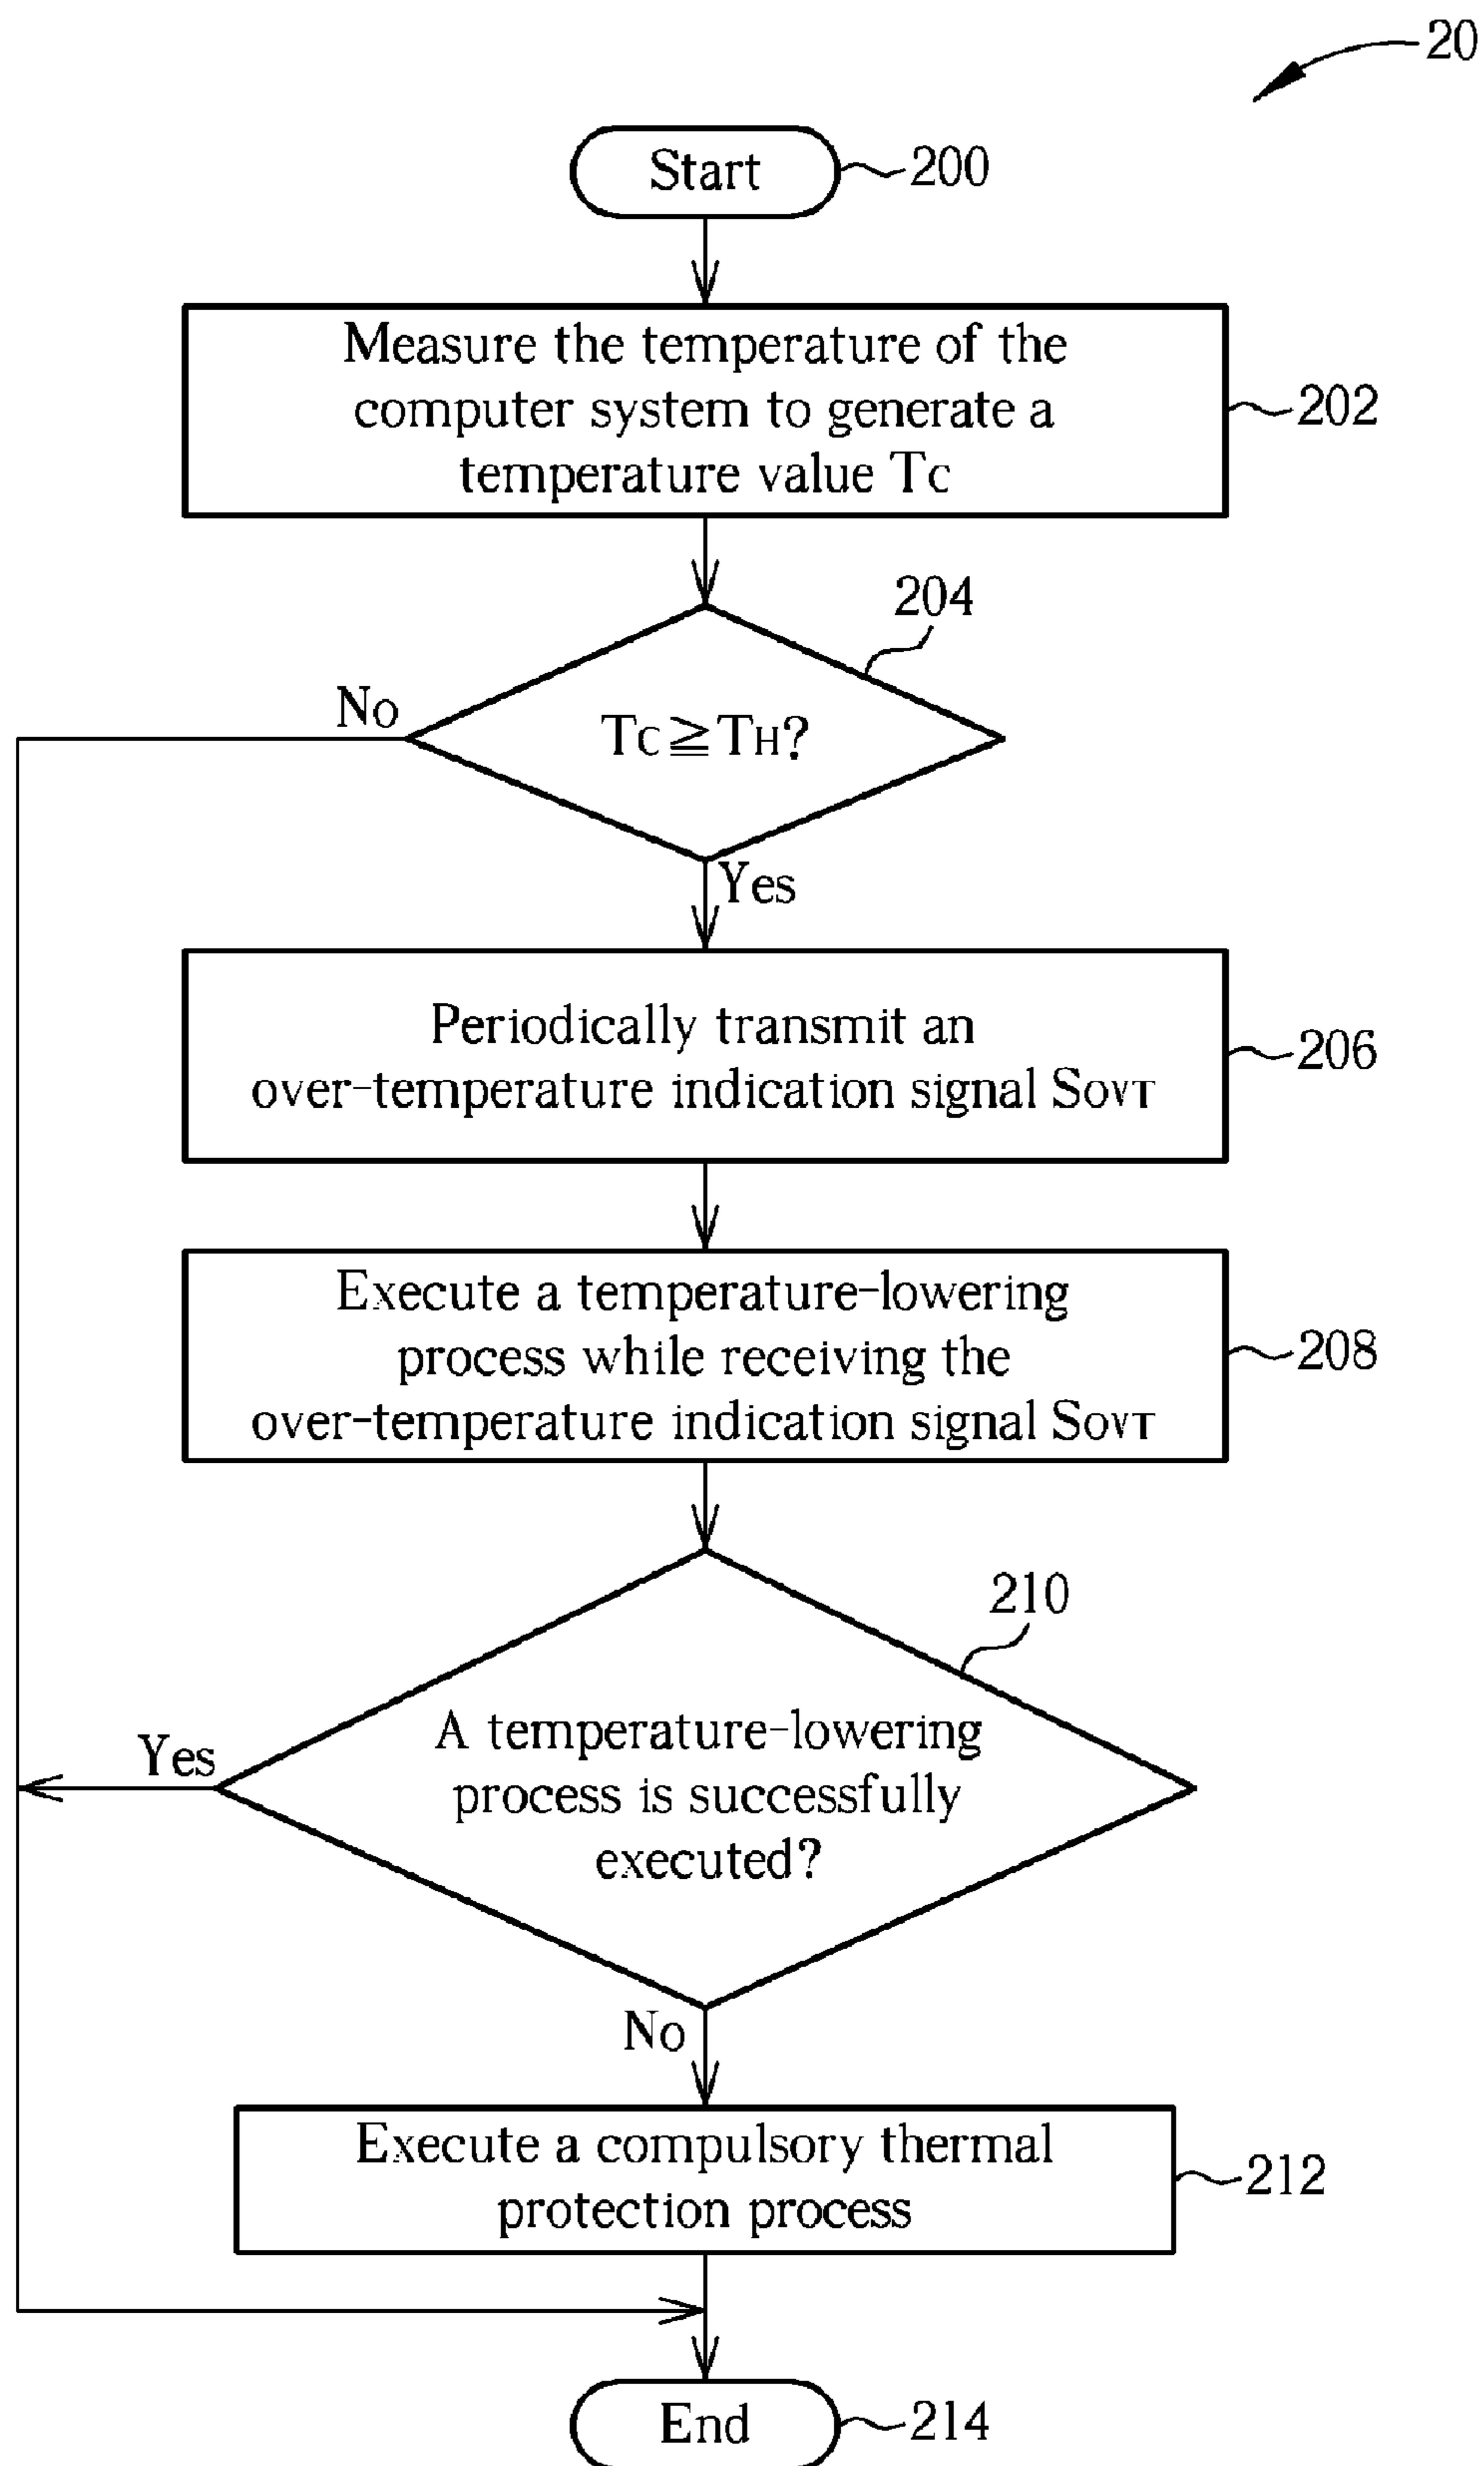 20
Start
200
Measure the temperature of the
computer system to generate a
temperature value TC
202
204
No
TC≧TH?
Yes
Periodically transmit an
over-temperature indication signal SOVT
206
Execute a temperature-lowering
process while receiving the
over-temperature indication signal SOVT
208
210
Yes
A temperature-lowering
process is successfully
executed?
No
Execute a compulsory thermal
protection process
212
End
214